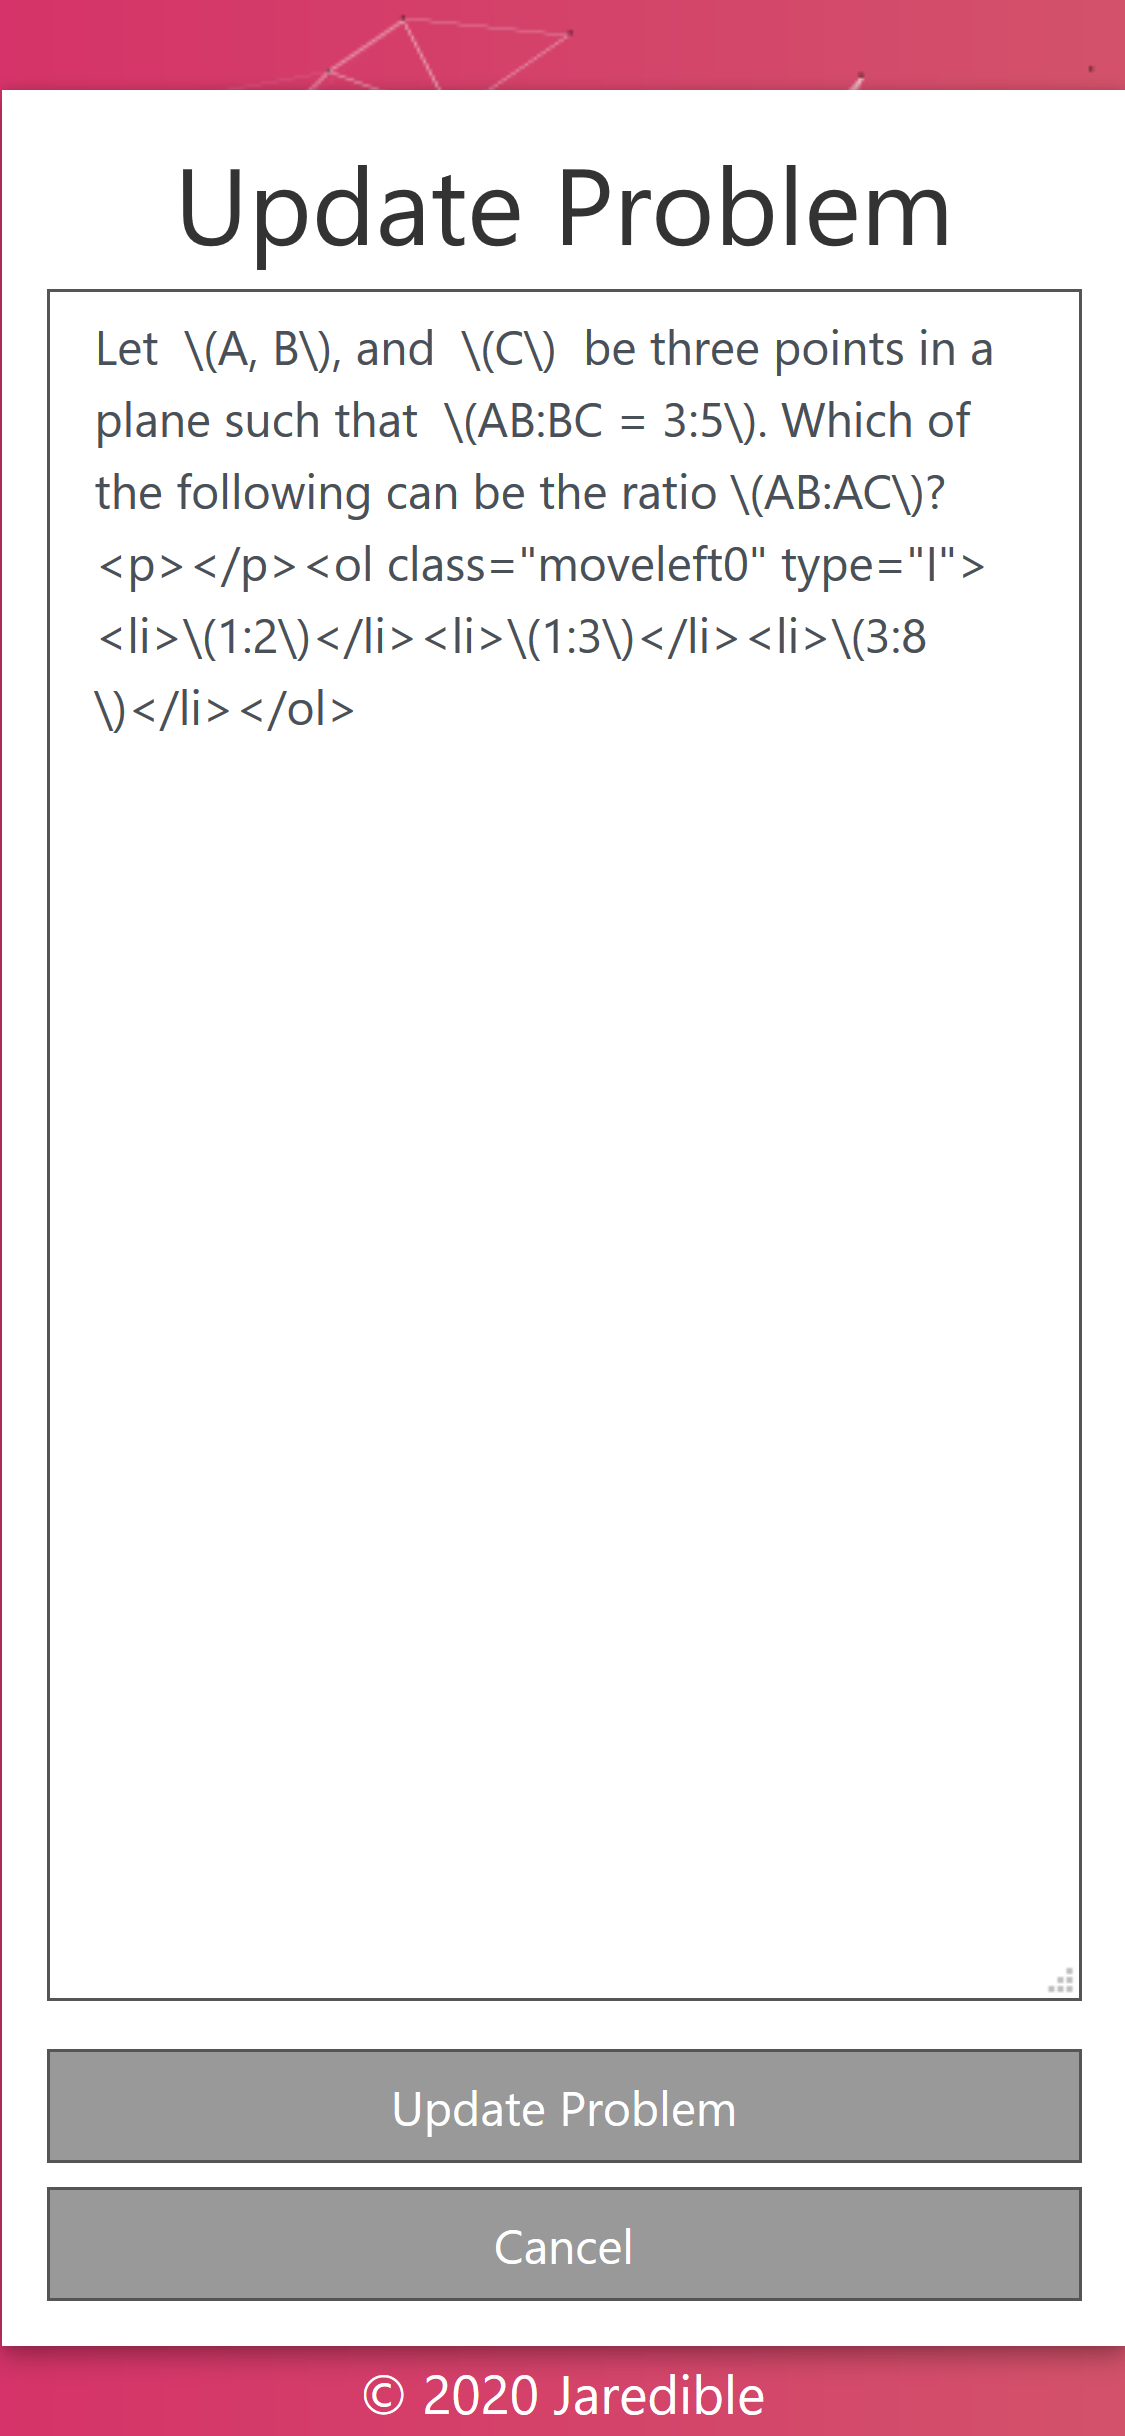 Update Problem
Let  \(A, B\), and  \(C\)  be three points in a
plane such that  \(AB:BC = 3:5\). Which of
the following can be the ratio \(AB:AC\)?
<p></p><ol class="moveleft0" type="I">
<li>\(1:2\)</li><li>\(1:3\)</li><li>\(3:8
\)</li></ol>
Update Problem
Cancel
© 2020 Jaredible